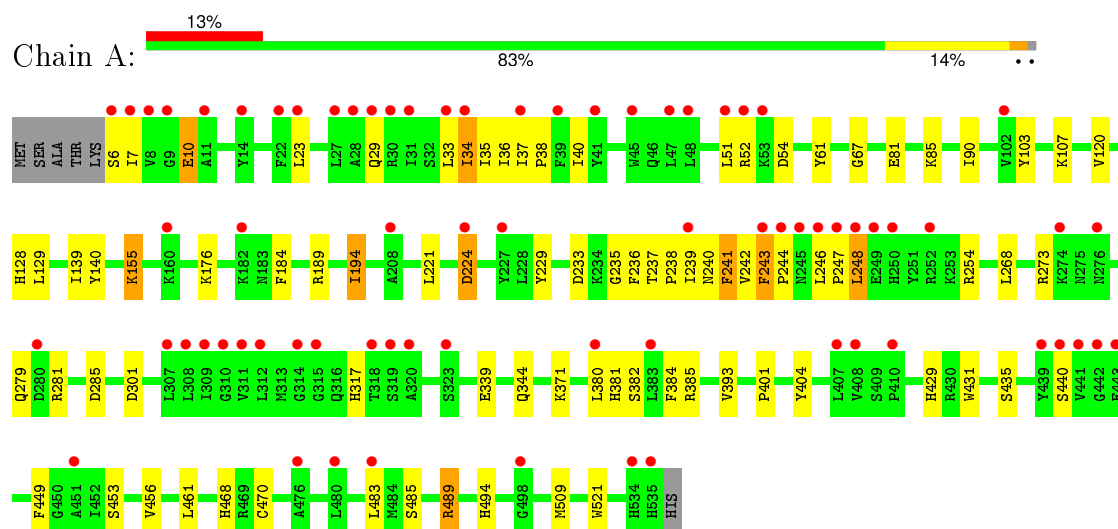 13%
Chain A:
83% 14% • •
MET SER ALA THR LYS S6 I7 V8 G9 E10 A11 Y14 F22 L23 L27 A28 Q29 R30 I31 S32 L33 I34 I35 I36 I37 P38 F39 I40 Y41 W45 Q46 L47 L48 L51 R52 K53 D54 Y61 G67 E81 K85 I90 V102 Y103 K107 V120
H128 L129 I139 Y140 K155 K160 K176 K182 N183 F184 R189 I194 A208 L221 D224 Y227 L228 Y229 D233 K234 G235 F236 T237 P238 I239 N240 F241 V242 F243 P244 N245 L246 P247 L248 E249 H250 Y251 R252 K253 R254 L268 R273 K274 N275 N276
Q279 D280 R281 D285 D301 L307 L308 I309 G310 V311 L312 M313 G314 G315 Q316 H317 T318 S319 A320 S323 E339 Q344 K371 L380 H381 S382 L383 F384 R385 V393 P401 Y404 L407 V408 S409 P410 H429 R430 W431 S435 Y439 S440 V441 G442
F449 G450 A451 I452 S453 V456 L461 H468 R469 C470 A476 L480 L483 M484 S485 R489 H494 G498 M509 W521 H534 H535 HIS